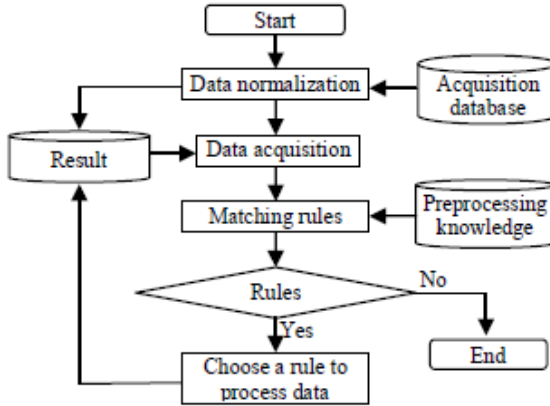 Start
Data normalization
Acquisition
database
Result
Data acquisition
Matching rules
Preprocessing
knowledge
Rules
No
Yes
Choose a rule to
process data
End